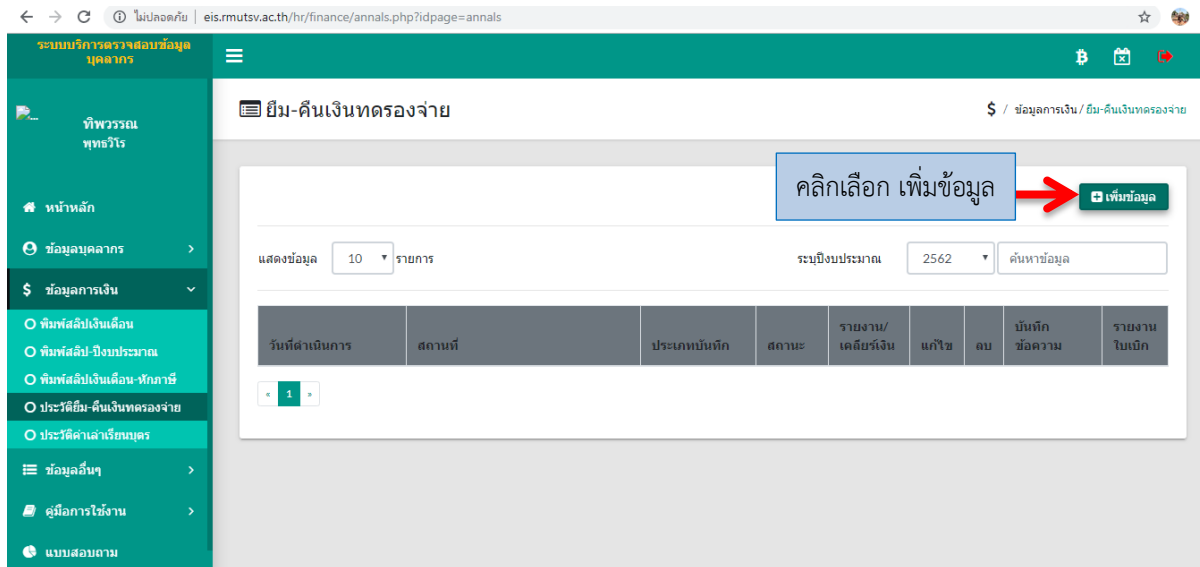 ไม่ปลอดภัย | eis.rmutsv.ac.th/hr/finance/annals.php?idpage=annals
ระบบบริการตรวจสอบข้อมูล
บุคลากร
ทิพวรรณ
พุทธวิโร
หน้าหลัก
ข้อมูลบุคลากร
ข้อมูลการเงิน
พิมพ์สลิปเงินเดือน
พิมพ์สลิป-ปีงบประมาณ
พิมพ์สลิปเงินเดือน-หักภาษี
ประวัติยืม-คืนเงินทดรองจ่าย
ประวัติค่าเล่าเรียนบุตร
ข้อมูลอื่นๆ
คู่มือการใช้งาน
แบบสอบถาม
ยืม-คืนเงินทดรองจ่าย
$ / ข้อมูลการเงิน / ยืม-คืนเงินทดรองจ่าย
คลิกเลือก เพิ่มข้อมูล
เพิ่มข้อมูล
แสดงข้อมูล 10 รายการ
ระบุปีงบประมาณ 2562 ค้นหาข้อมูล
วันที่ดำเนินการ สถานที่ ประเภทบันทึก สถานะ รายงาน/เคลียร์เงิน แก้ไข ลบ บันทึกข้อความ รายงานใบเบิก
« 1 »